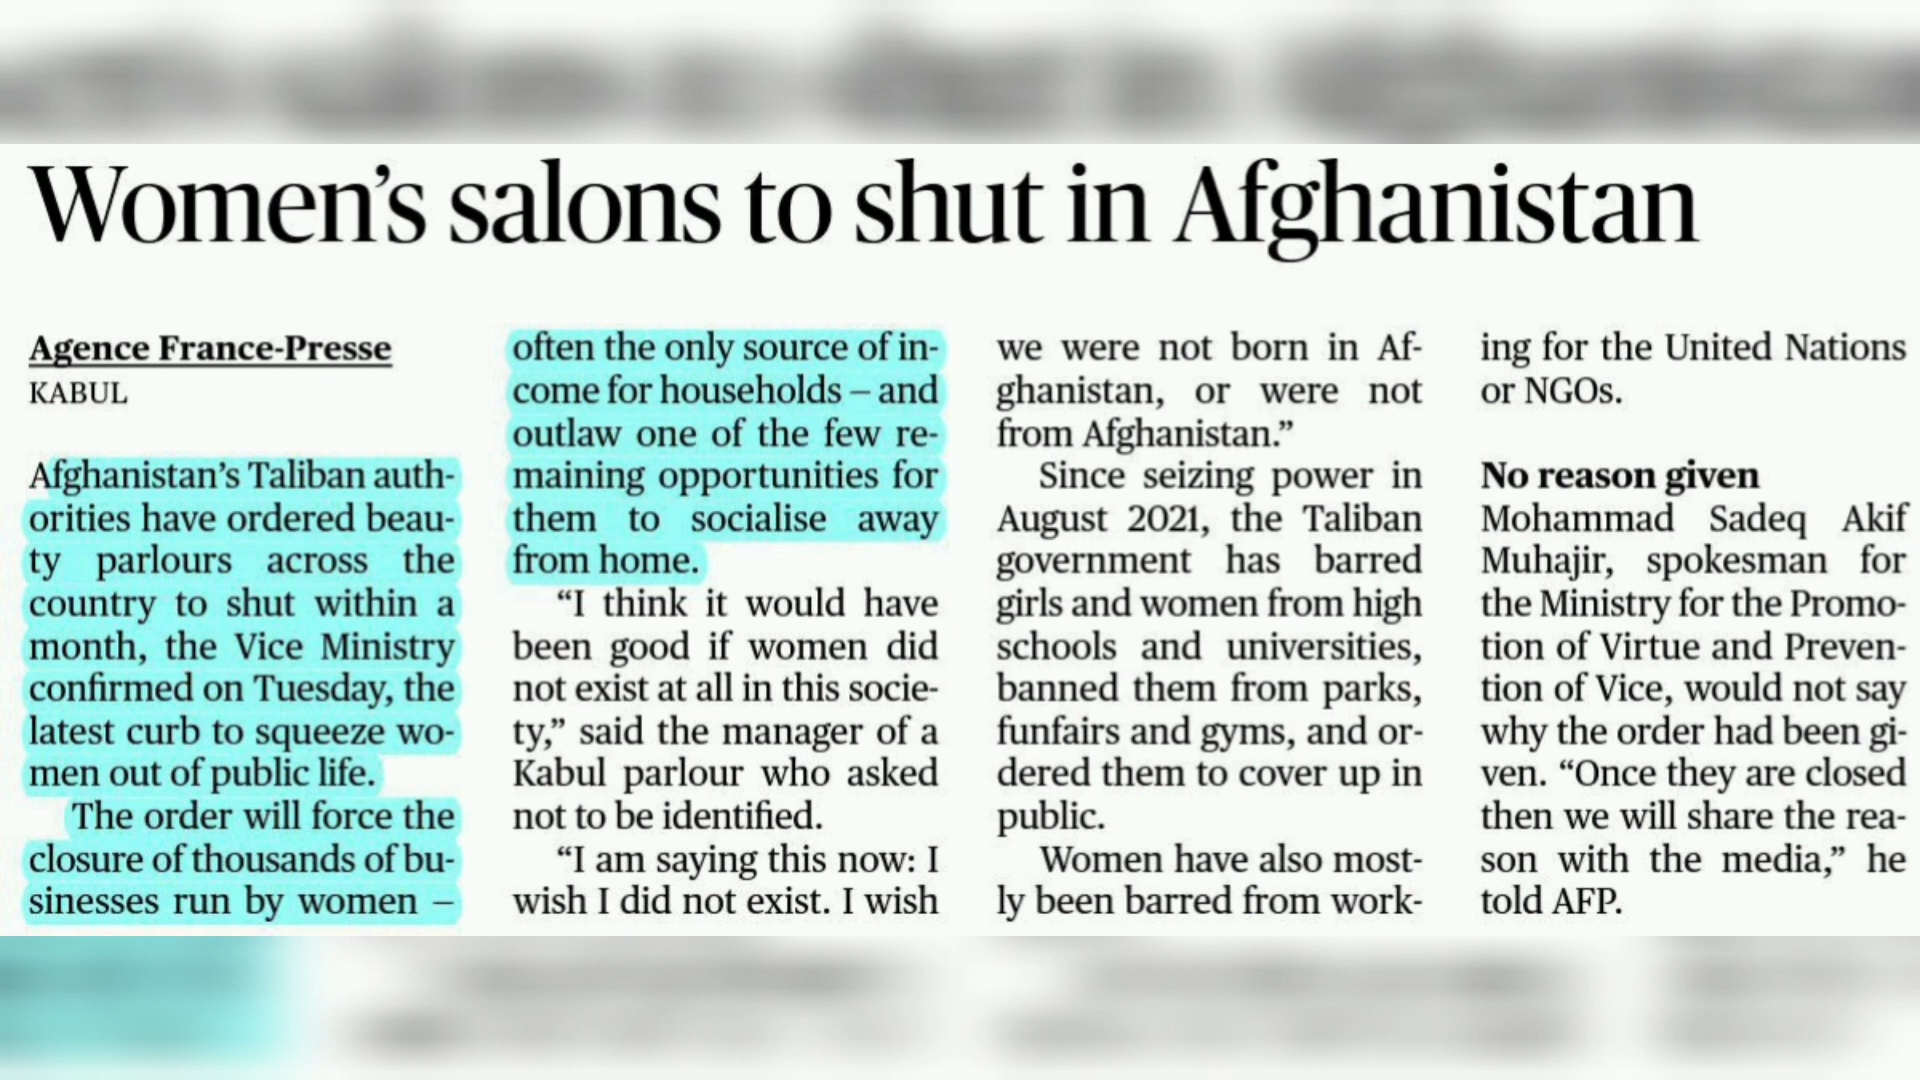 Women’s salons to shut in Afghanistan
Agence France-Presse
KABUL
Afghanistan’s Taliban auth-
orities have ordered beau-
ty parlours across the
country to shut within a
month, the Vice Ministry
confirmed on Tuesday, the
latest curb to squeeze wo-
men out of public life.
The order will force the
closure of thousands of bu-
sinesses run by women –
often the only source of in-
come for households – and
outlaw one of the few re-
maining opportunities for
them to socialise away
from home.
“I think it would have
been good if women did
not exist at all in this socie-
ty,” said the manager of a
Kabul parlour who asked
not to be identified.
“I am saying this now: I
wish I did not exist. I wish
we were not born in Af-
ghanistan, or were not
from Afghanistan.”
Since seizing power in
August 2021, the Taliban
government has barred
girls and women from high
schools and universities,
banned them from parks,
funfairs and gyms, and or-
dered them to cover up in
public.
Women have also most-
ly been barred from work-
ing for the United Nations
or NGOs.
No reason given
Mohammad Sadeq Akif
Muhajir, spokesman for
the Ministry for the Promo-
tion of Virtue and Preven-
tion of Vice, would not say
why the order had been gi-
ven. “Once they are closed
then we will share the rea-
son with the media,” he
told AFP.